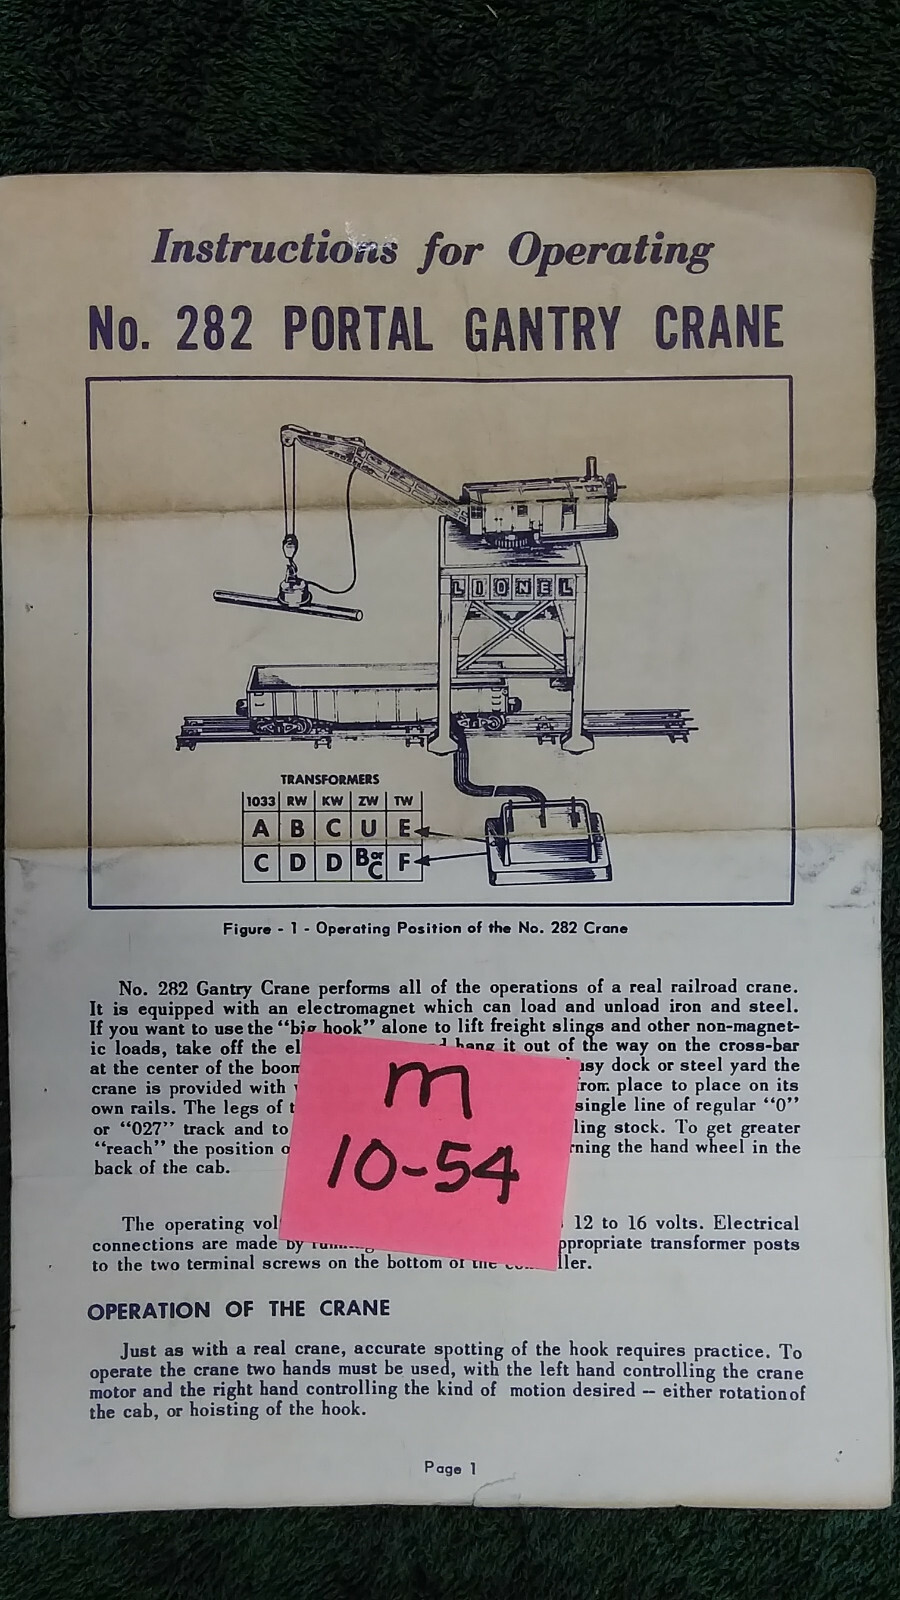 Instructions for Operating
No. 282 PORTAL GANTRY CRANE
LIONEL
TRANSFORMERS
1033 RW KW ZW TW
A B C U E
C D D B or C F
Figure - 1 - Operating Position of the No. 282 Crane
No. 282 Gantry Crane performs all of the operations of a real railroad crane.
It is equipped with an electromagnet which can load and unload iron and steel.
If you want to use the "big hook" alone to lift freight slings and other non-magnet-
ic loads, take off the hang it out of the way on the cross-bar
at the center of the dock or steel yard the
crane is provided with from place to place on its
own rails. The legs of single line of regular "0"
or "027" track and to stock. To get greater
"reach" the position the hand wheel in the
back of the cab.
m
10-54
The operating 12 to 16 volts. Electrical
connections are made by transformer posts
to the two terminal screws on the bottom of the
OPERATION OF THE CRANE
Just as with a real crane, accurate spotting of the hook requires practice. To
operate the crane two hands must be used, with the left hand controlling the crane
motor and the right hand controlling the kind of motion desired — either rotation of
the cab, or hoisting of the hook.
Page 1